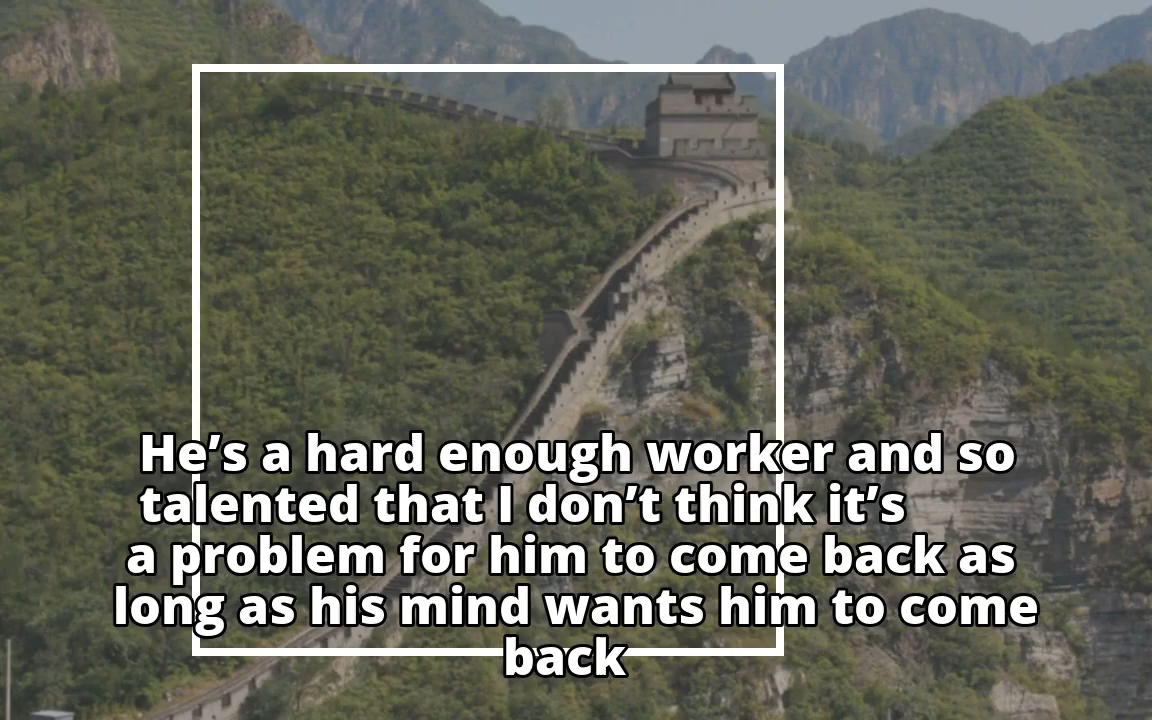 He’s a hard enough worker and so
talented that I don’t think it’s
a problem for him to come back as
long as his mind wants him to come
back